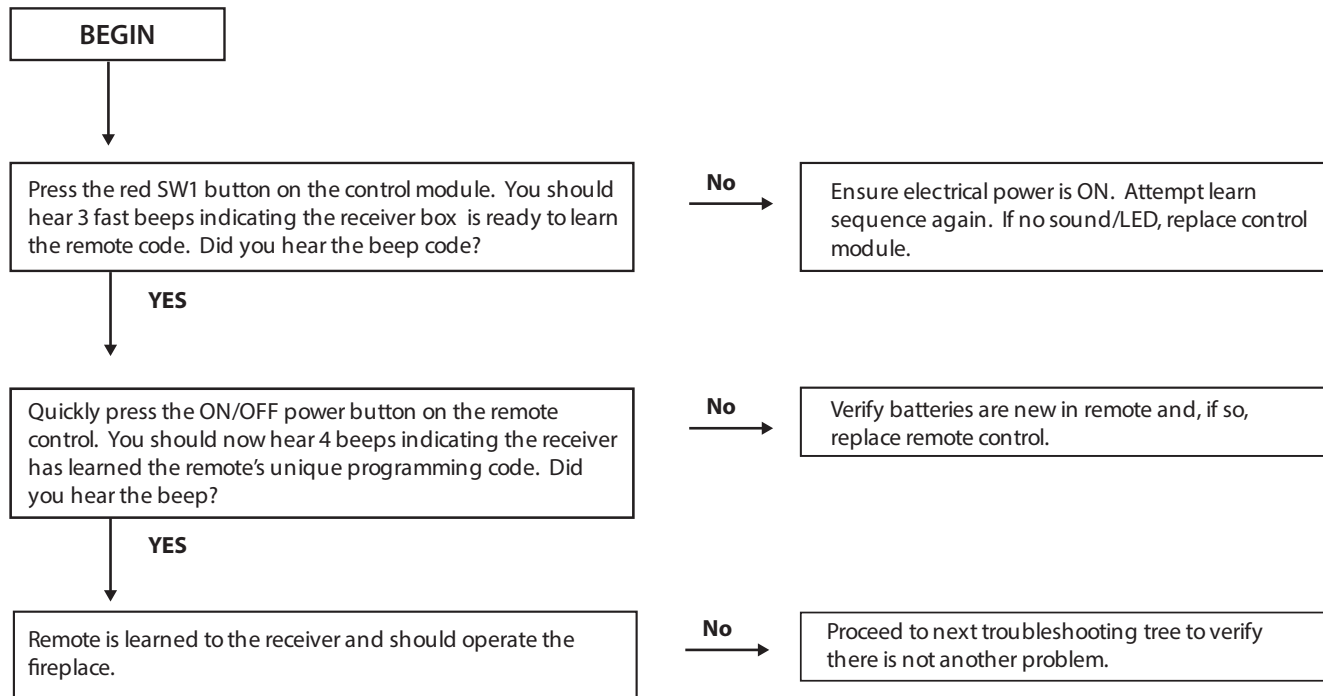 BEGIN
Press the red SW1 button on the control module.  You should
hear 3 fast beeps indicating the receiver box  is ready to learn
the remote code.  Did you hear the beep code?
No
Ensure electrical power is ON.  Attempt learn
sequence again.  If no sound/LED, replace control
module.
YES
Quickly press the ON/OFF power button on the remote
control.  You should now hear 4 beeps indicating the receiver
has learned the remote’s unique programming code.  Did
you hear the beep?
No
Verify batteries are new in remote and, if so,
replace remote control.
YES
Remote is learned to the receiver and should operate the
fireplace.
No
Proceed to next troubleshooting tree to verify
there is not another problem.